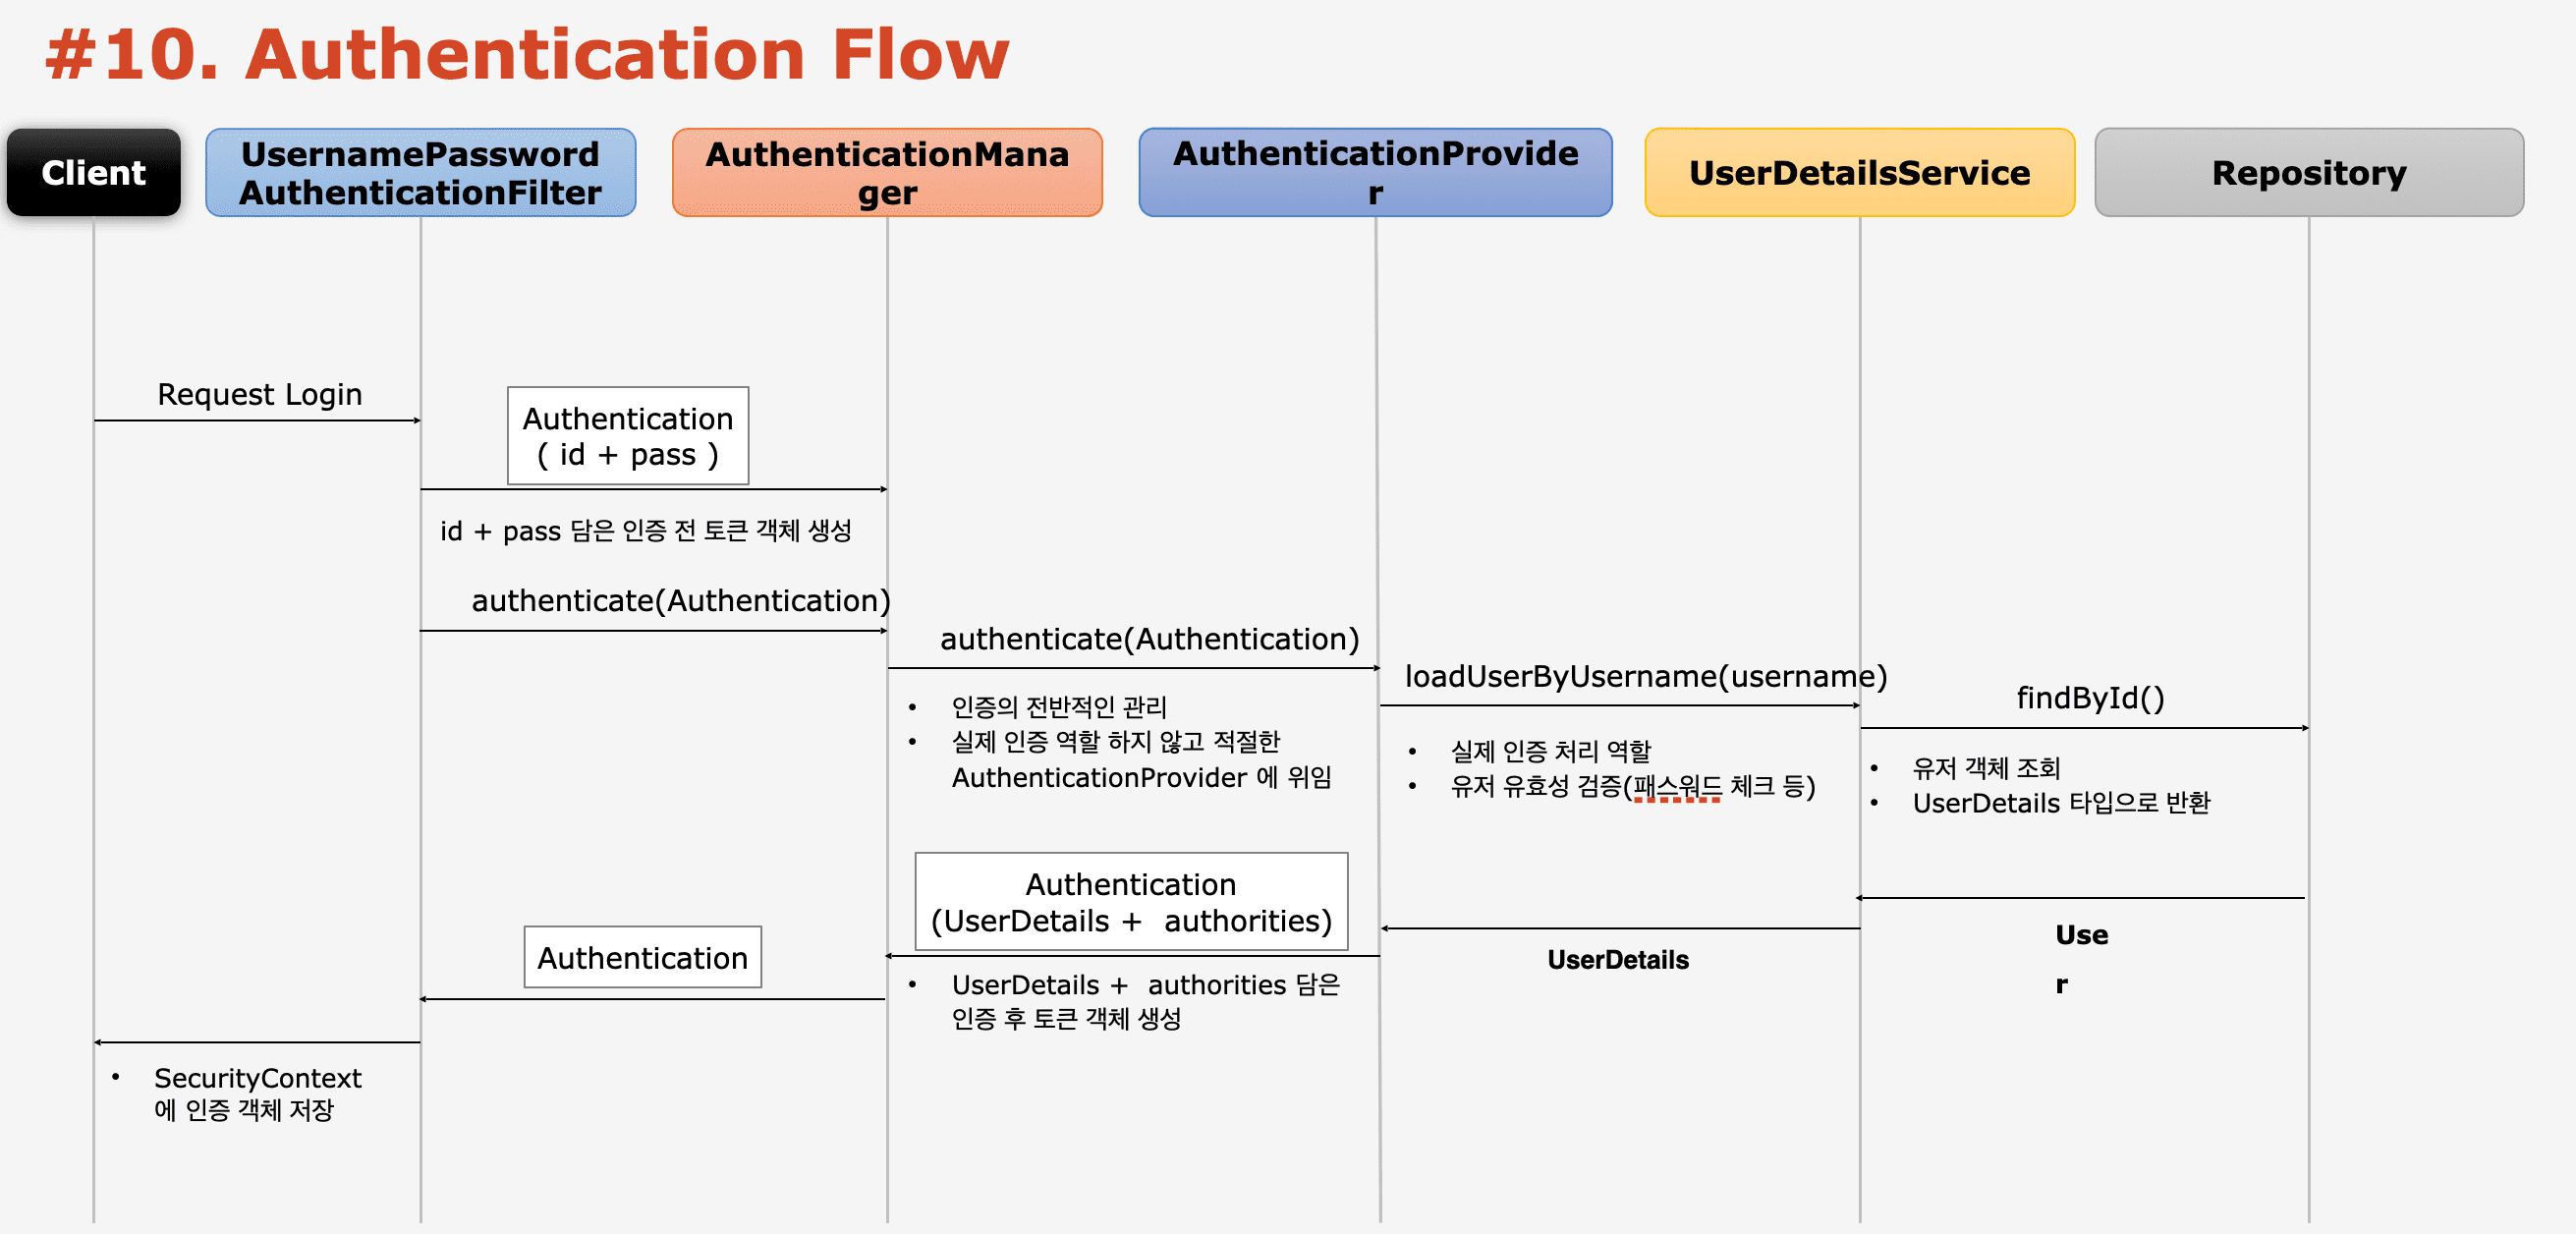 #10. Authentication Flow
Client
UsernamePassword
AuthenticationFilter
AuthenticationMana
ger
AuthenticationProvide
r
UserDetailsService
Repository
Request Login
Authentication
( id + pass )
id + pass 담은 인증 전 토큰 객체 생성
authenticate(Authentication)
authenticate(Authentication)
• 인증의 전반적인 관리
• 실제 인증 역할 하지 않고 적절한
AuthenticationProvider 에 위임
loadUserByUsername(username)
• 실제 인증 처리 역할
• 유저 유효성 검증(패스워드 체크 등)
findById()
• 유저 객체 조회
• UserDetails 타입으로 반환
Use
r
UserDetails
Authentication
(UserDetails + authorities)
• UserDetails + authorities 담은
인증 후 토큰 객체 생성
Authentication
• SecurityContext
에 인증 객체 저장